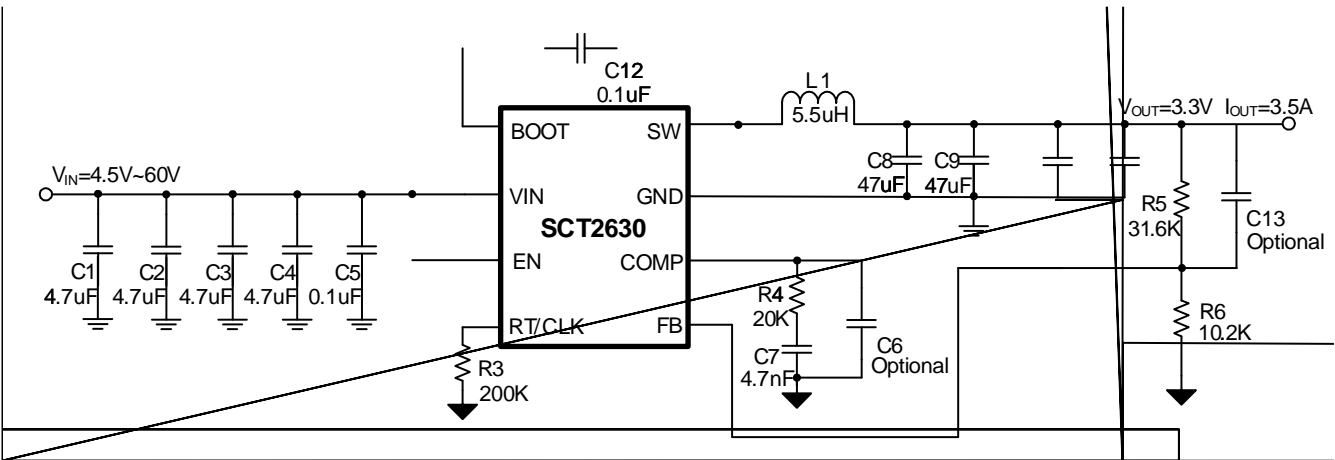 C12
0.1uF
L1
5.5uH
VOUT=3.3V IOUT=3.5A
BOOT
SW
C8
47uF
C9
47uF
VIN=4.5V~60V
VIN
GND
SCT2630
R5
31.6K
C13
Optional
C1
4.7uF
C2
4.7uF
C3
4.7uF
C4
4.7uF
C5
0.1uF
EN
COMP
R4
20K
RT/CLK
FB
R6
10.2K
R3
200K
C7
4.7nF
C6
Optional